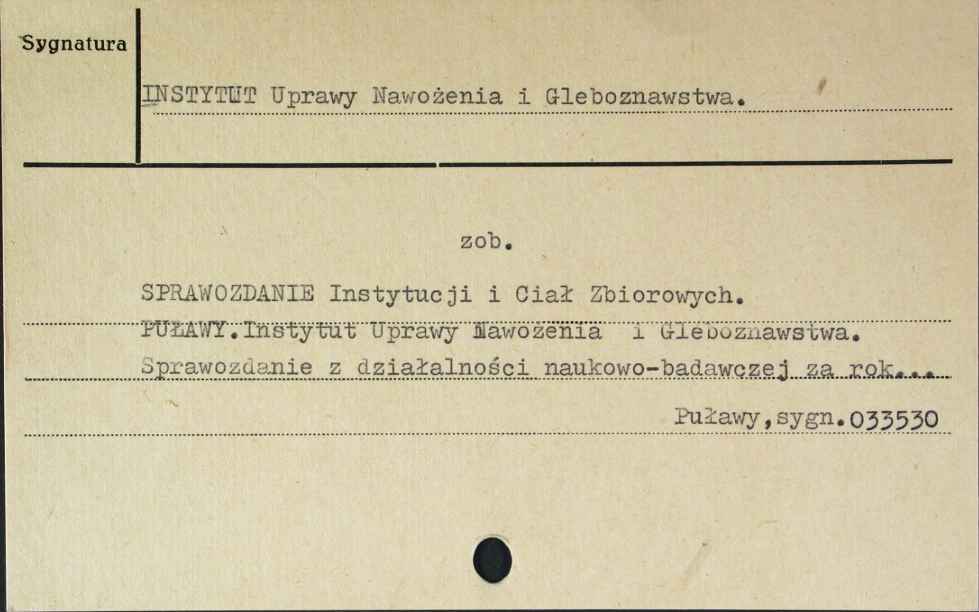 Sygnatura
INSTYTUT Uprawy Nawożenia i Gleboznawstwa.
zob.
SPRAWOZDANIE Instytucji i Ciał Zbiorowych.
PUŁAWY.Instytut Uprawy Nawożenia i Gleboznawstwa.
Sprawozdanie z działalności naukowo-badawczej za rok...
Puławy,sygn.033530